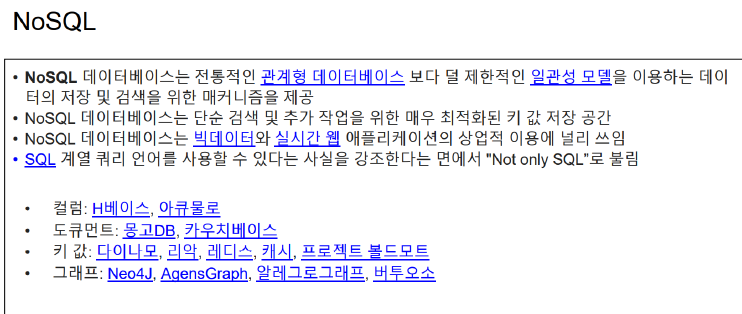 NoSQL
• NoSQL 데이터베이스는 전통적인 관계형 데이터베이스 보다 덜 제한적인 일관성 모델을 이용하는 데이
터의 저장 및 검색을 위한 매커니즘을 제공
• NoSQL 데이터베이스는 단순 검색 및 추가 작업을 위한 매우 최적화된 키 값 저장 공간
• NoSQL 데이터베이스는 빅데이터와 실시간 웹 애플리케이션의 상업적 이용에 널리 쓰임
• SQL 계열 쿼리 언어를 사용할 수 있다는 사실을 강조한다는 면에서 "Not only SQL"로 불림
• 컬럼: H베이스, 아큐물로
• 도큐먼트: 몽고DB, 카우치베이스
• 키 값: 다이나모, 리악, 레디스, 캐시, 프로젝트 볼드모트
• 그래프: Neo4J, AgensGraph, 알레그로그래프, 버투오소